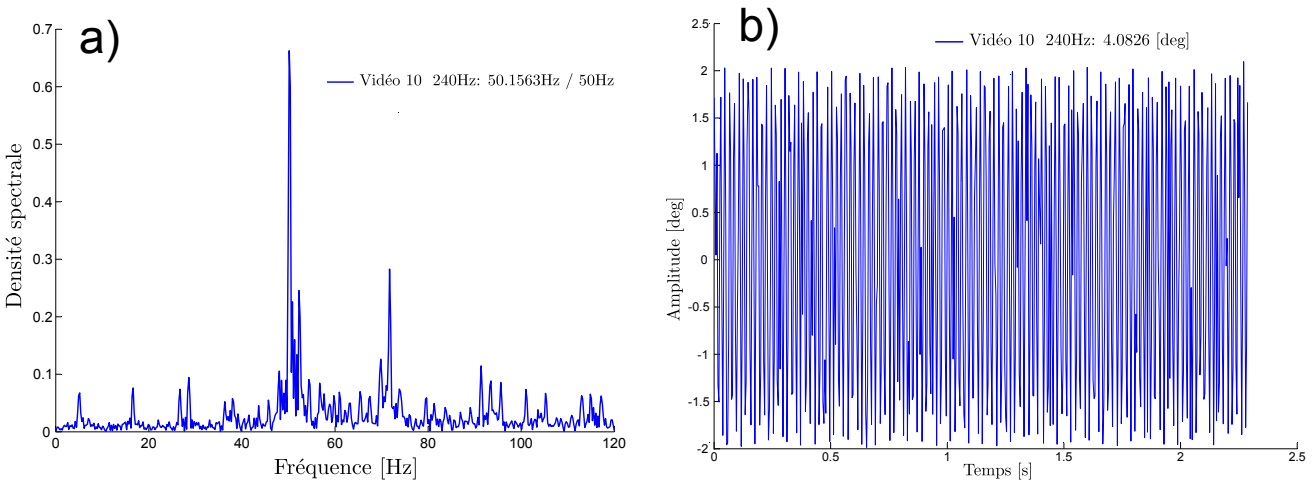 a)
0.7
0.6
0.5
0.4
0.3
0.2
0.1
0
Densité spectrale
Vidéo 10 240Hz: 50.1563Hz / 50Hz
0 20 40 60 80 100 120
Fréquence [Hz]
b)
2.5
2
1.5
1
0.5
0
-0.5
-1
-1.5
-2
Amplitude [deg]
Vidéo 10 240Hz: 4.0826 [deg]
0 0.5 1 1.5 2 2.5
Temps [s]